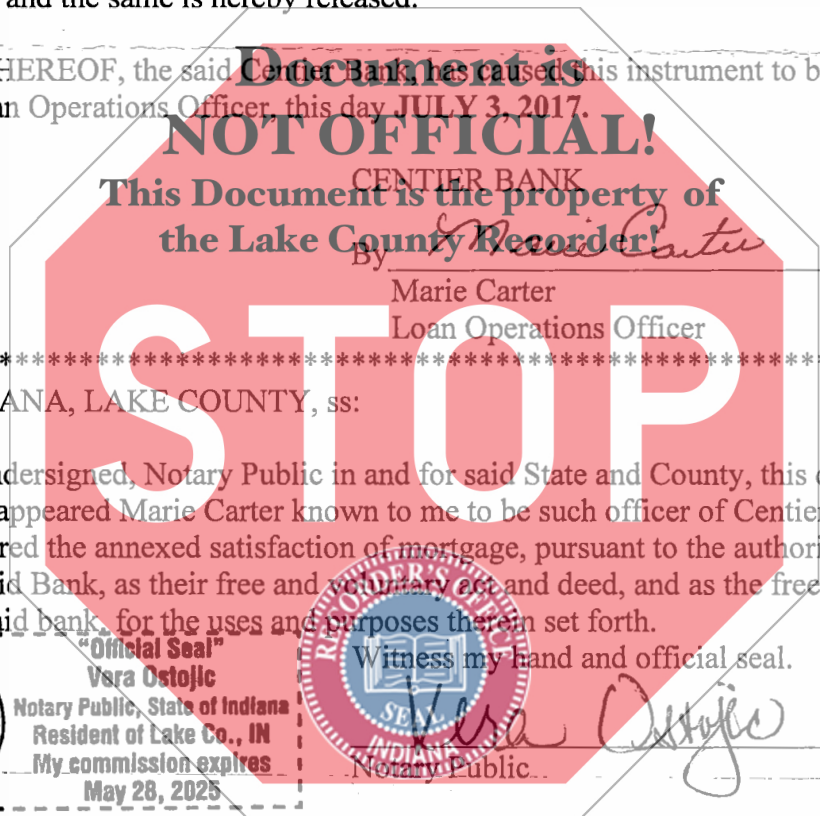 and the same is hereby released.
HEREOF, the said Centier Bank, has caused this instrument to b
n Operations Officer, this day JULY 3, 2017.
Document is
NOT OFFICIAL!
This Document is the property of
the Lake County Recorder!
CENTIER BANK
By Marie Carter
Marie Carter
Loan Operations Officer
STOP
ANA, LAKE COUNTY, ss:
dersigned, Notary Public in and for said State and County, this
appeared Marie Carter known to me to be such officer of Centier
red the annexed satisfaction of mortgage, pursuant to the authori
id Bank, as their free and voluntary act and deed, and as the free
aid bank, for the uses and purposes therein set forth.
Witness my hand and official seal.
"Official Seal"
Vera Ostojic
Notary Public, State of Indiana
Resident of Lake Co., IN
My commission expires
May 28, 2025
RECORDER'S OFFICE
SEAL
INDIANA
Vera Ostojic
Notary Public